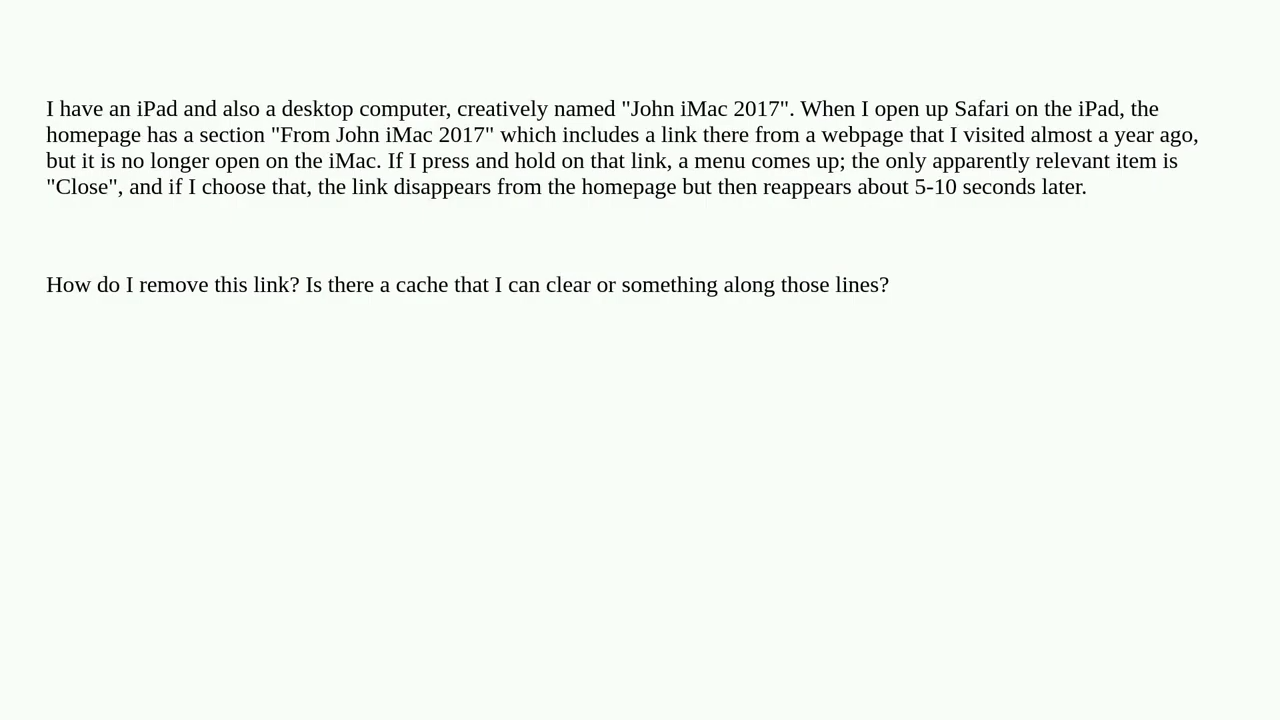 I have an iPad and also a desktop computer, creatively named "John iMac 2017". When I open up Safari on the iPad, the
homepage has a section "From John iMac 2017" which includes a link there from a webpage that I visited almost a year ago,
but it is no longer open on the iMac. If I press and hold on that link, a menu comes up; the only apparently relevant item is
"Close", and if I choose that, the link disappears from the homepage but then reappears about 5-10 seconds later.
How do I remove this link? Is there a cache that I can clear or something along those lines?